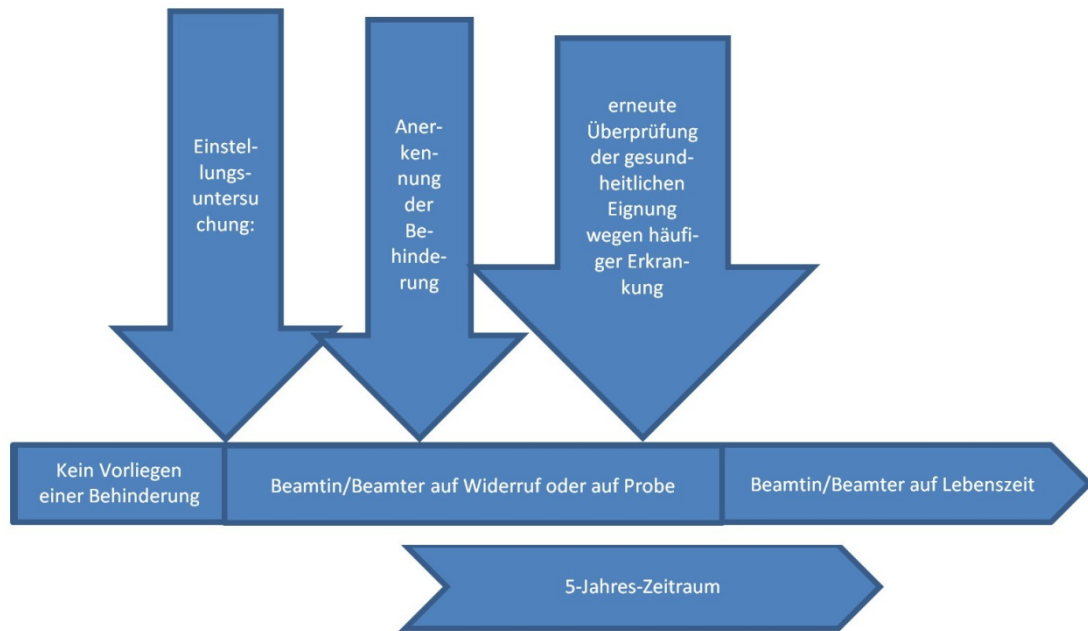 Einstel-
lungs-
untersu
chung:
Aner-
ken-
nung
der
Be-
hinde-
rung
erneute
Überprüfung
der gesund-
heitlichen
Eignung
wegen häufi-
ger Erkran-
kung
Kein Vorliegen
einer Behinderung
Beamtin/Beamter auf Widerruf oder auf Probe
Beamtin/Beamter auf Lebenszeit
5-Jahres-Zeitraum